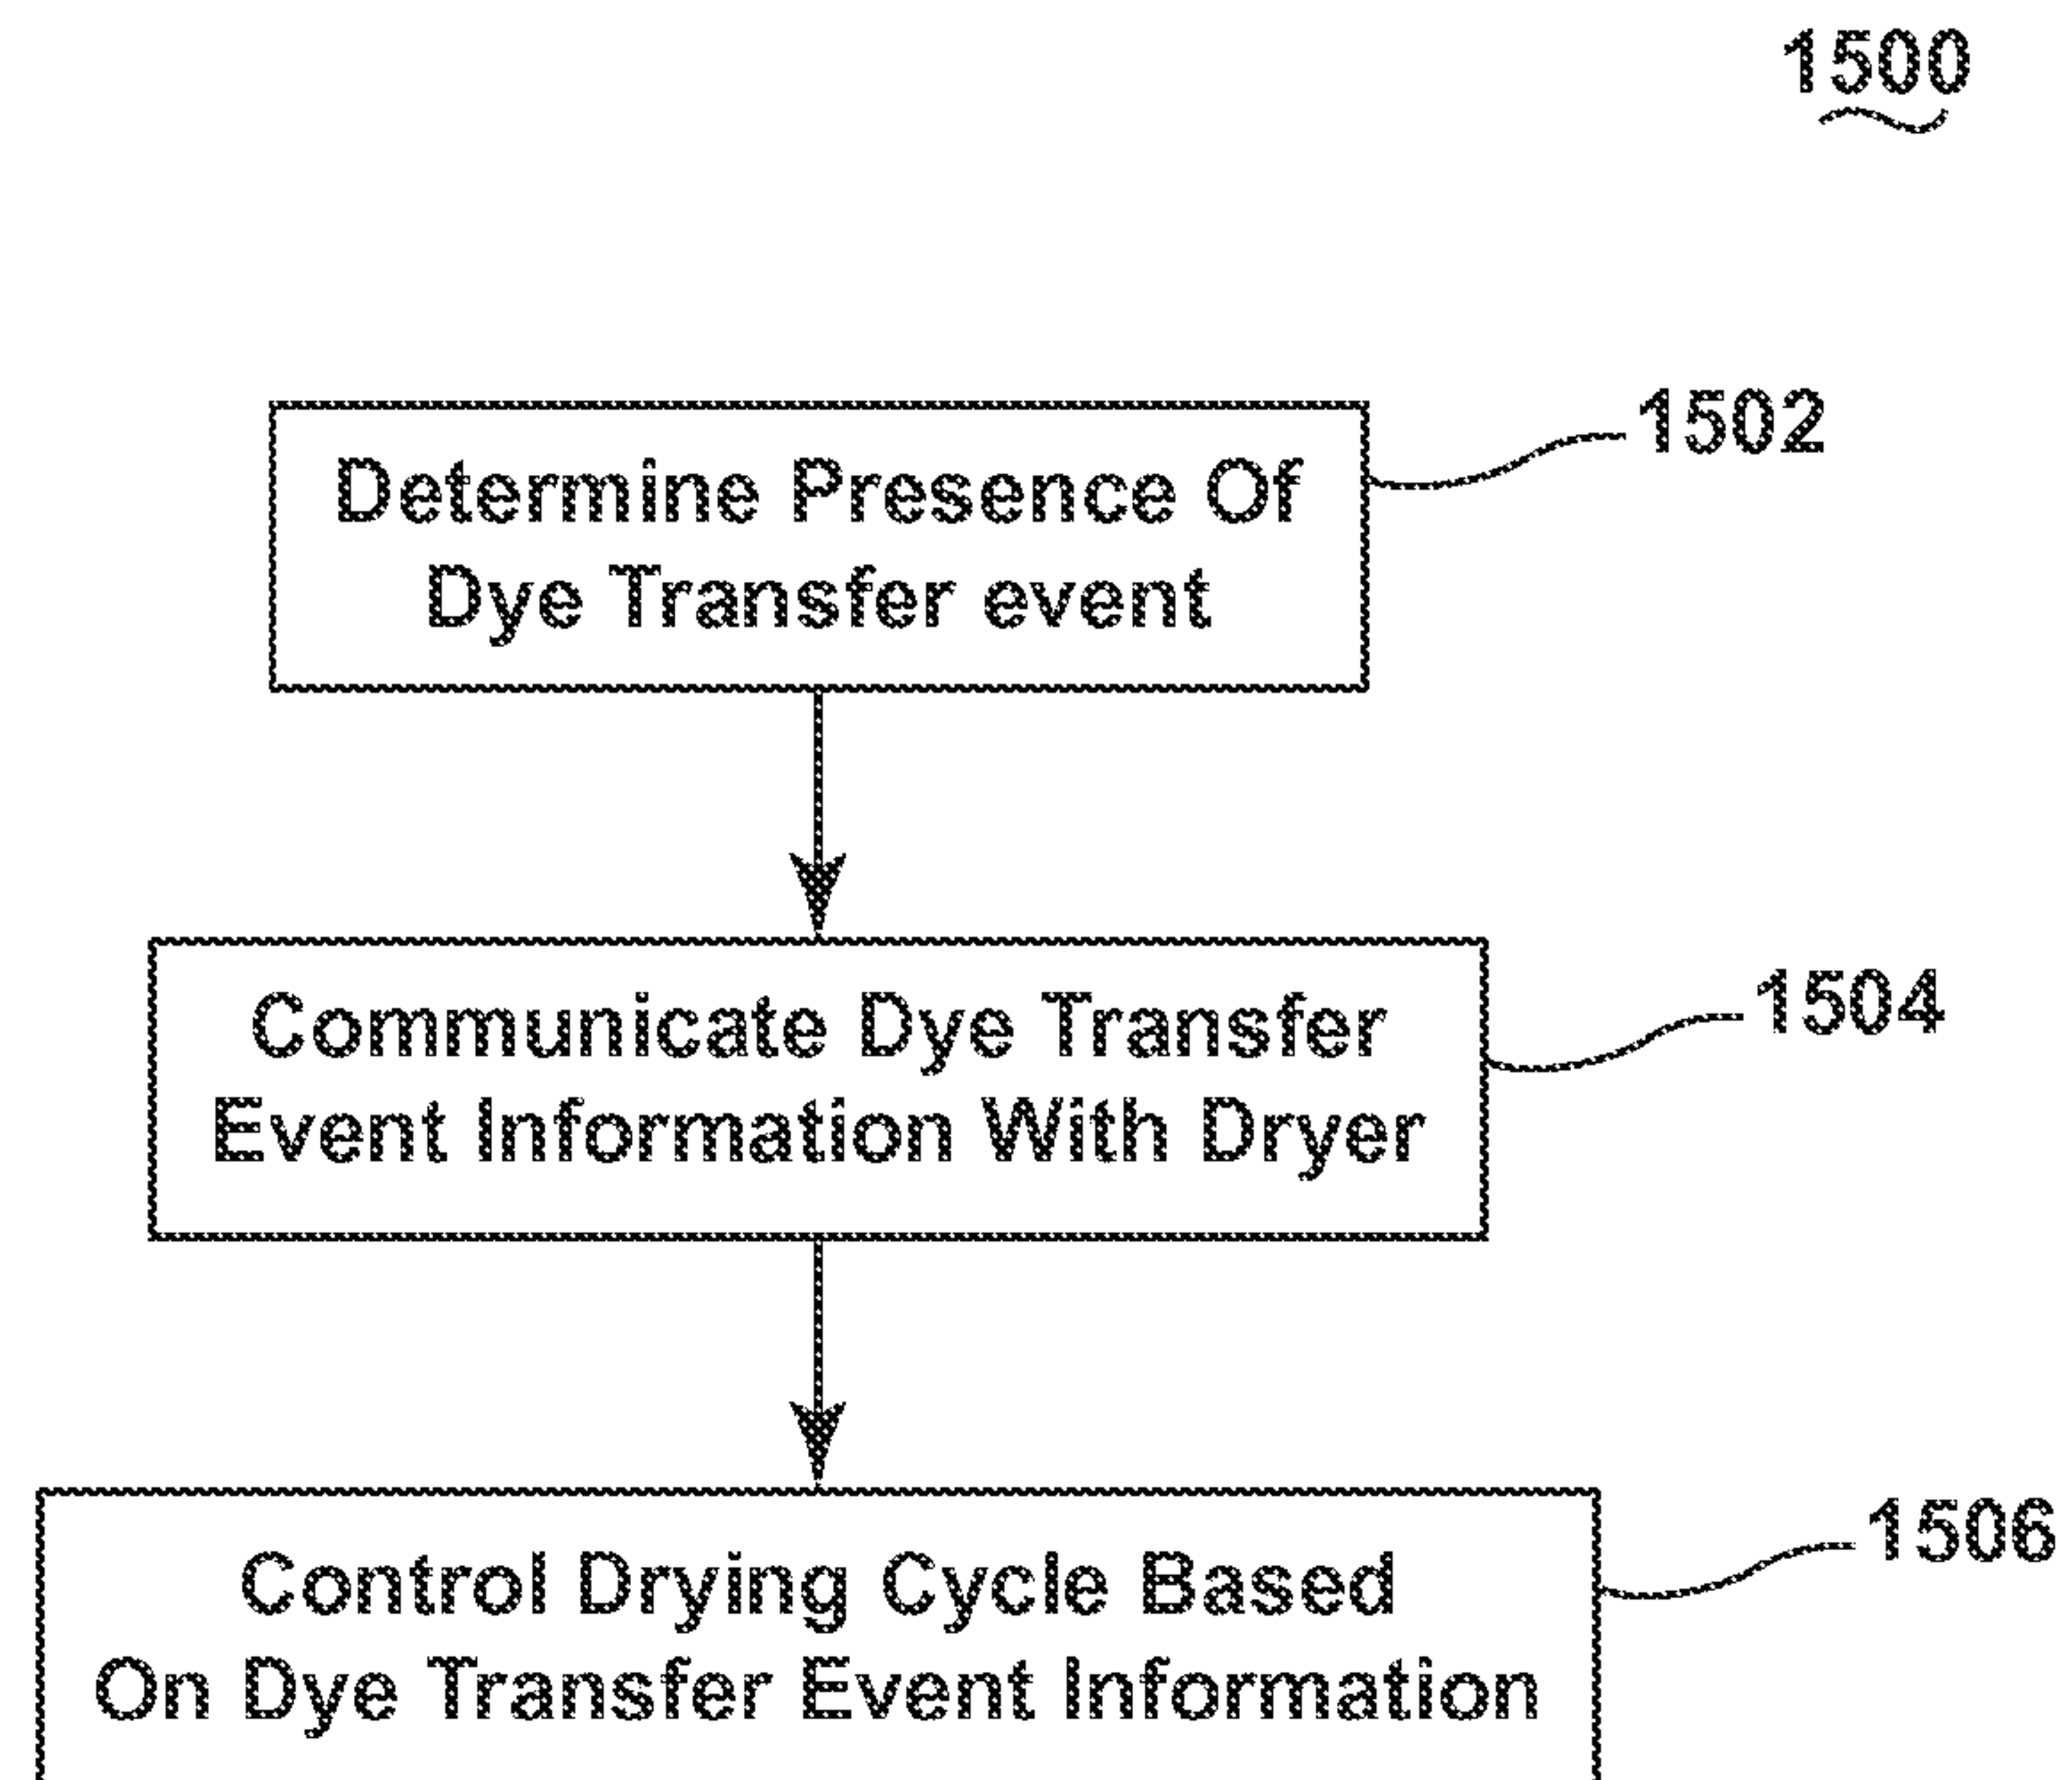 1500
Determine Presence Of
Dye Transfer event
1502
Communicate Dye Transfer
Event Information With Dryer
1504
Control Drying Cycle Based
On Dye Transfer Event Information
1506